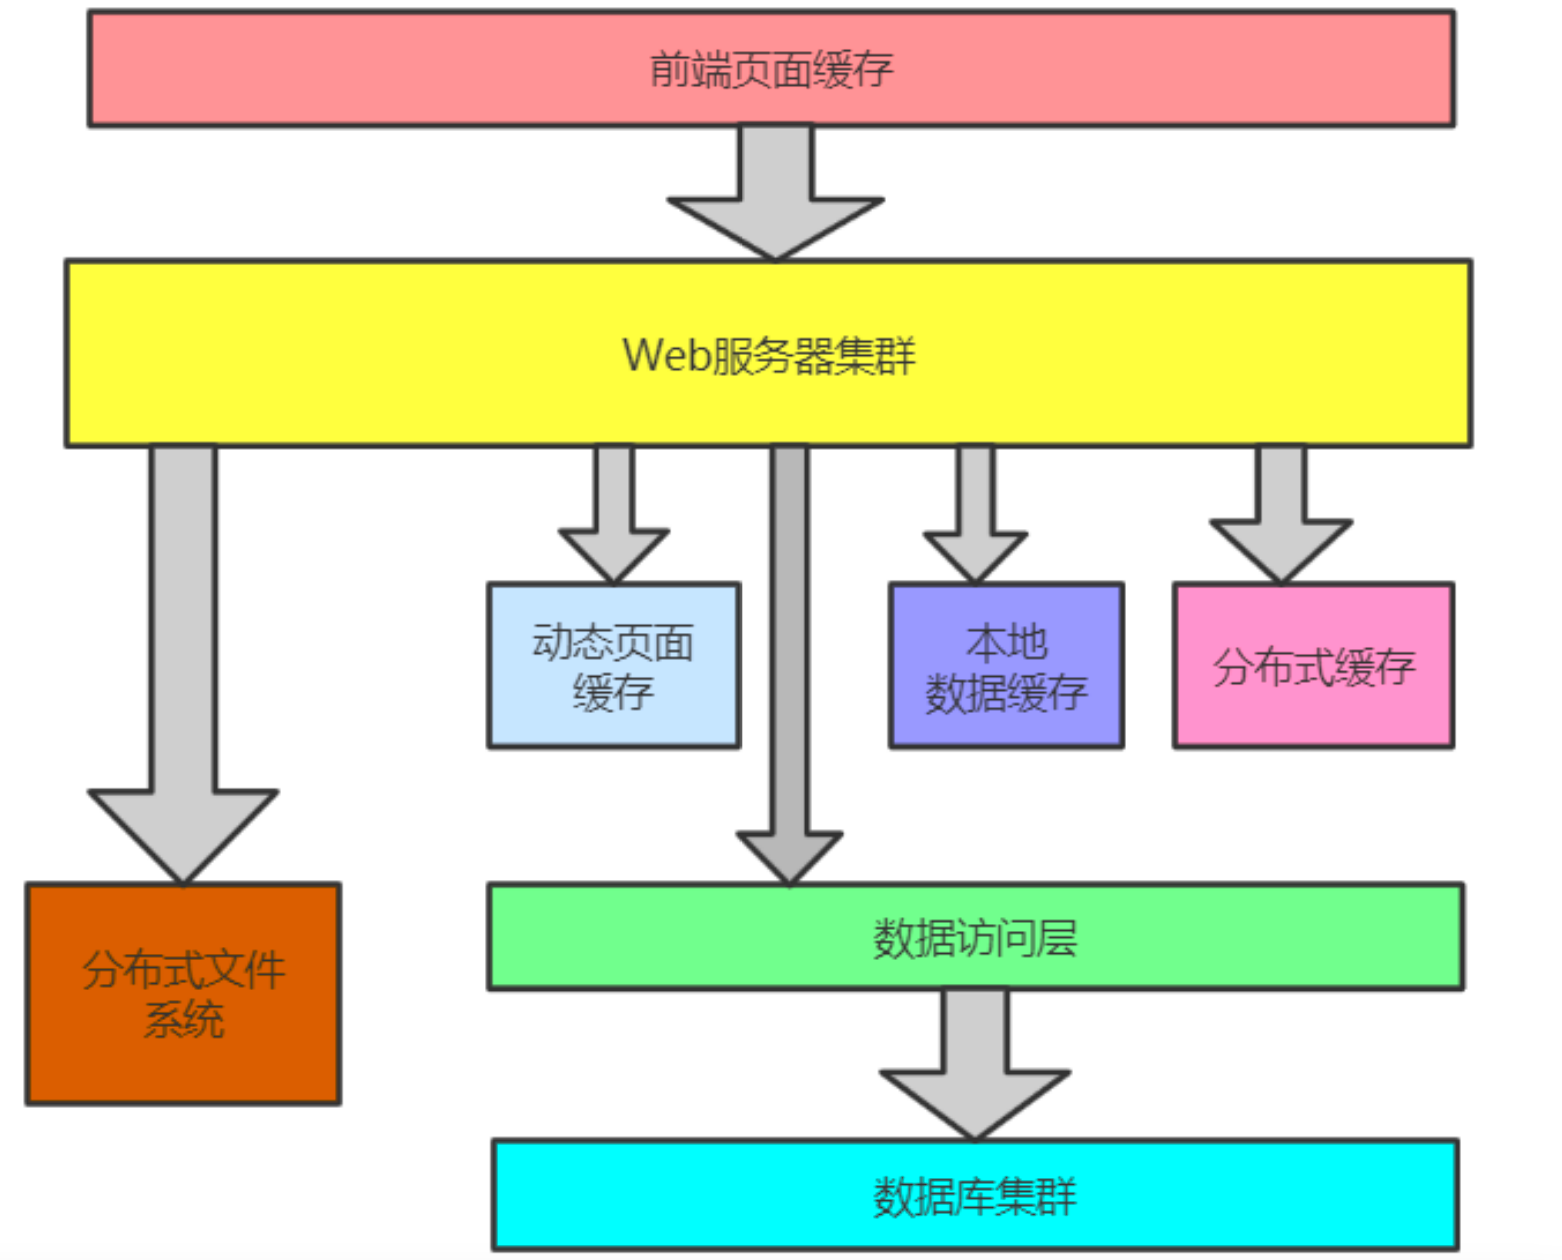 前端页面缓存
Web服务器集群
动态页面
缓存
本地
数据缓存
分布式缓存
分布式文件
系统
数据访问层
数据库集群